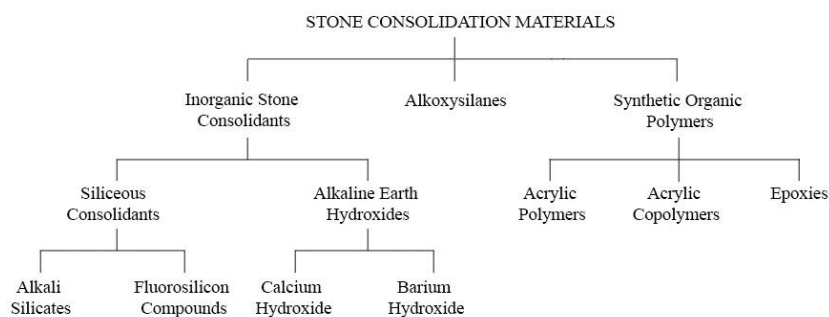 STONE CONSOLIDATION MATERIALS
Inorganic Stone
Consolidants
Alkoxysilanes
Synthetic Organic
Polymers
Siliceous
Consolidants
Alkaline Earth
Hydroxides
Acrylic
Polymers
Acrylic
Copolymers
Epoxies
Alkali
Silicates
Fluorosilicon
Compounds
Calcium
Hydroxide
Barium
Hydroxide